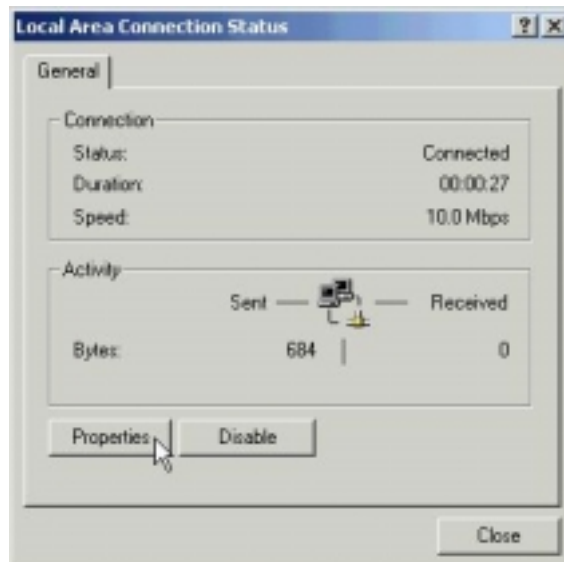 Local Area Connection Status
General
Connection
Status: Connected
Duration: 00:00:27
Speed: 10.0 Mbps
Activity
Sent Received
Bytes: 684 0
Properties Disable
Close